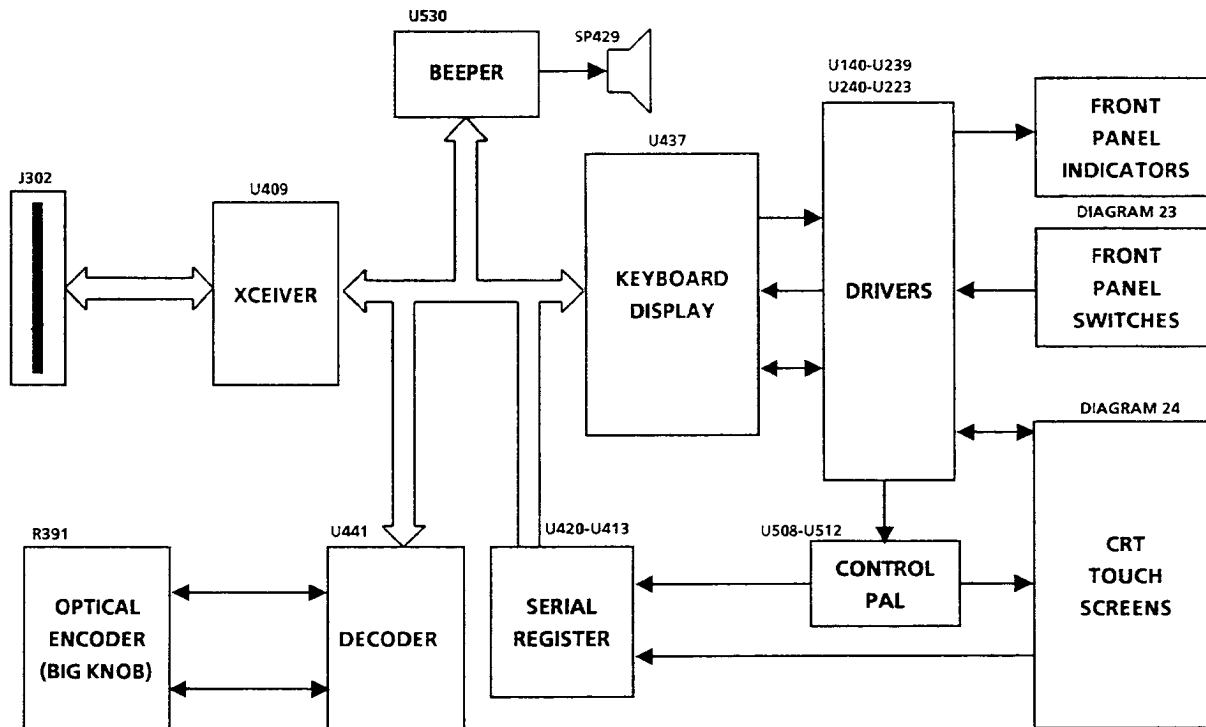 U530
BEEPER
SP429
U140-U239
U240-U223
FRONT
PANEL
INDICATORS
J302
U409
XCEIVER
U437
KEYBOARD
DISPLAY
DRIVERS
DIAGRAM 23
FRONT
PANEL
SWITCHES
DIAGRAM 24
CRT
TOUCH
SCREENS
R391
OPTICAL
ENCODER
(BIG KNOB)
U441
DECODER
U420-U413
SERIAL
REGISTER
U508-U512
CONTROL
PAL